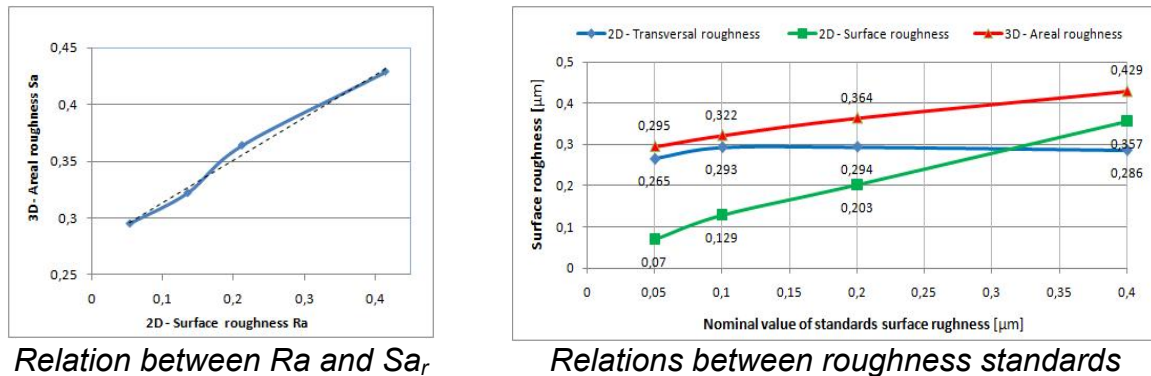 0,45
0,4
0,35
0,3
0,25
3D - Areal roughness Sa
0 0,1 0,2 0,3 0,4
2D - Surface roughness Ra
Relation between Ra and Sar
2D - Transversal roughness 2D - Surface roughness 3D - Areal roughness
0,5
0,4
0,3
0,2
0,1
0
Surface roughness [µm]
0,295
0,322
0,364
0,429
0,265
0,293
0,294
0,286
0,07
0,129
0,203
0,357
0 0,05 0,1 0,15 0,2 0,25 0,3 0,35 0,4
Nominal value of standards surface rughness [µm]
Relations between roughness standards